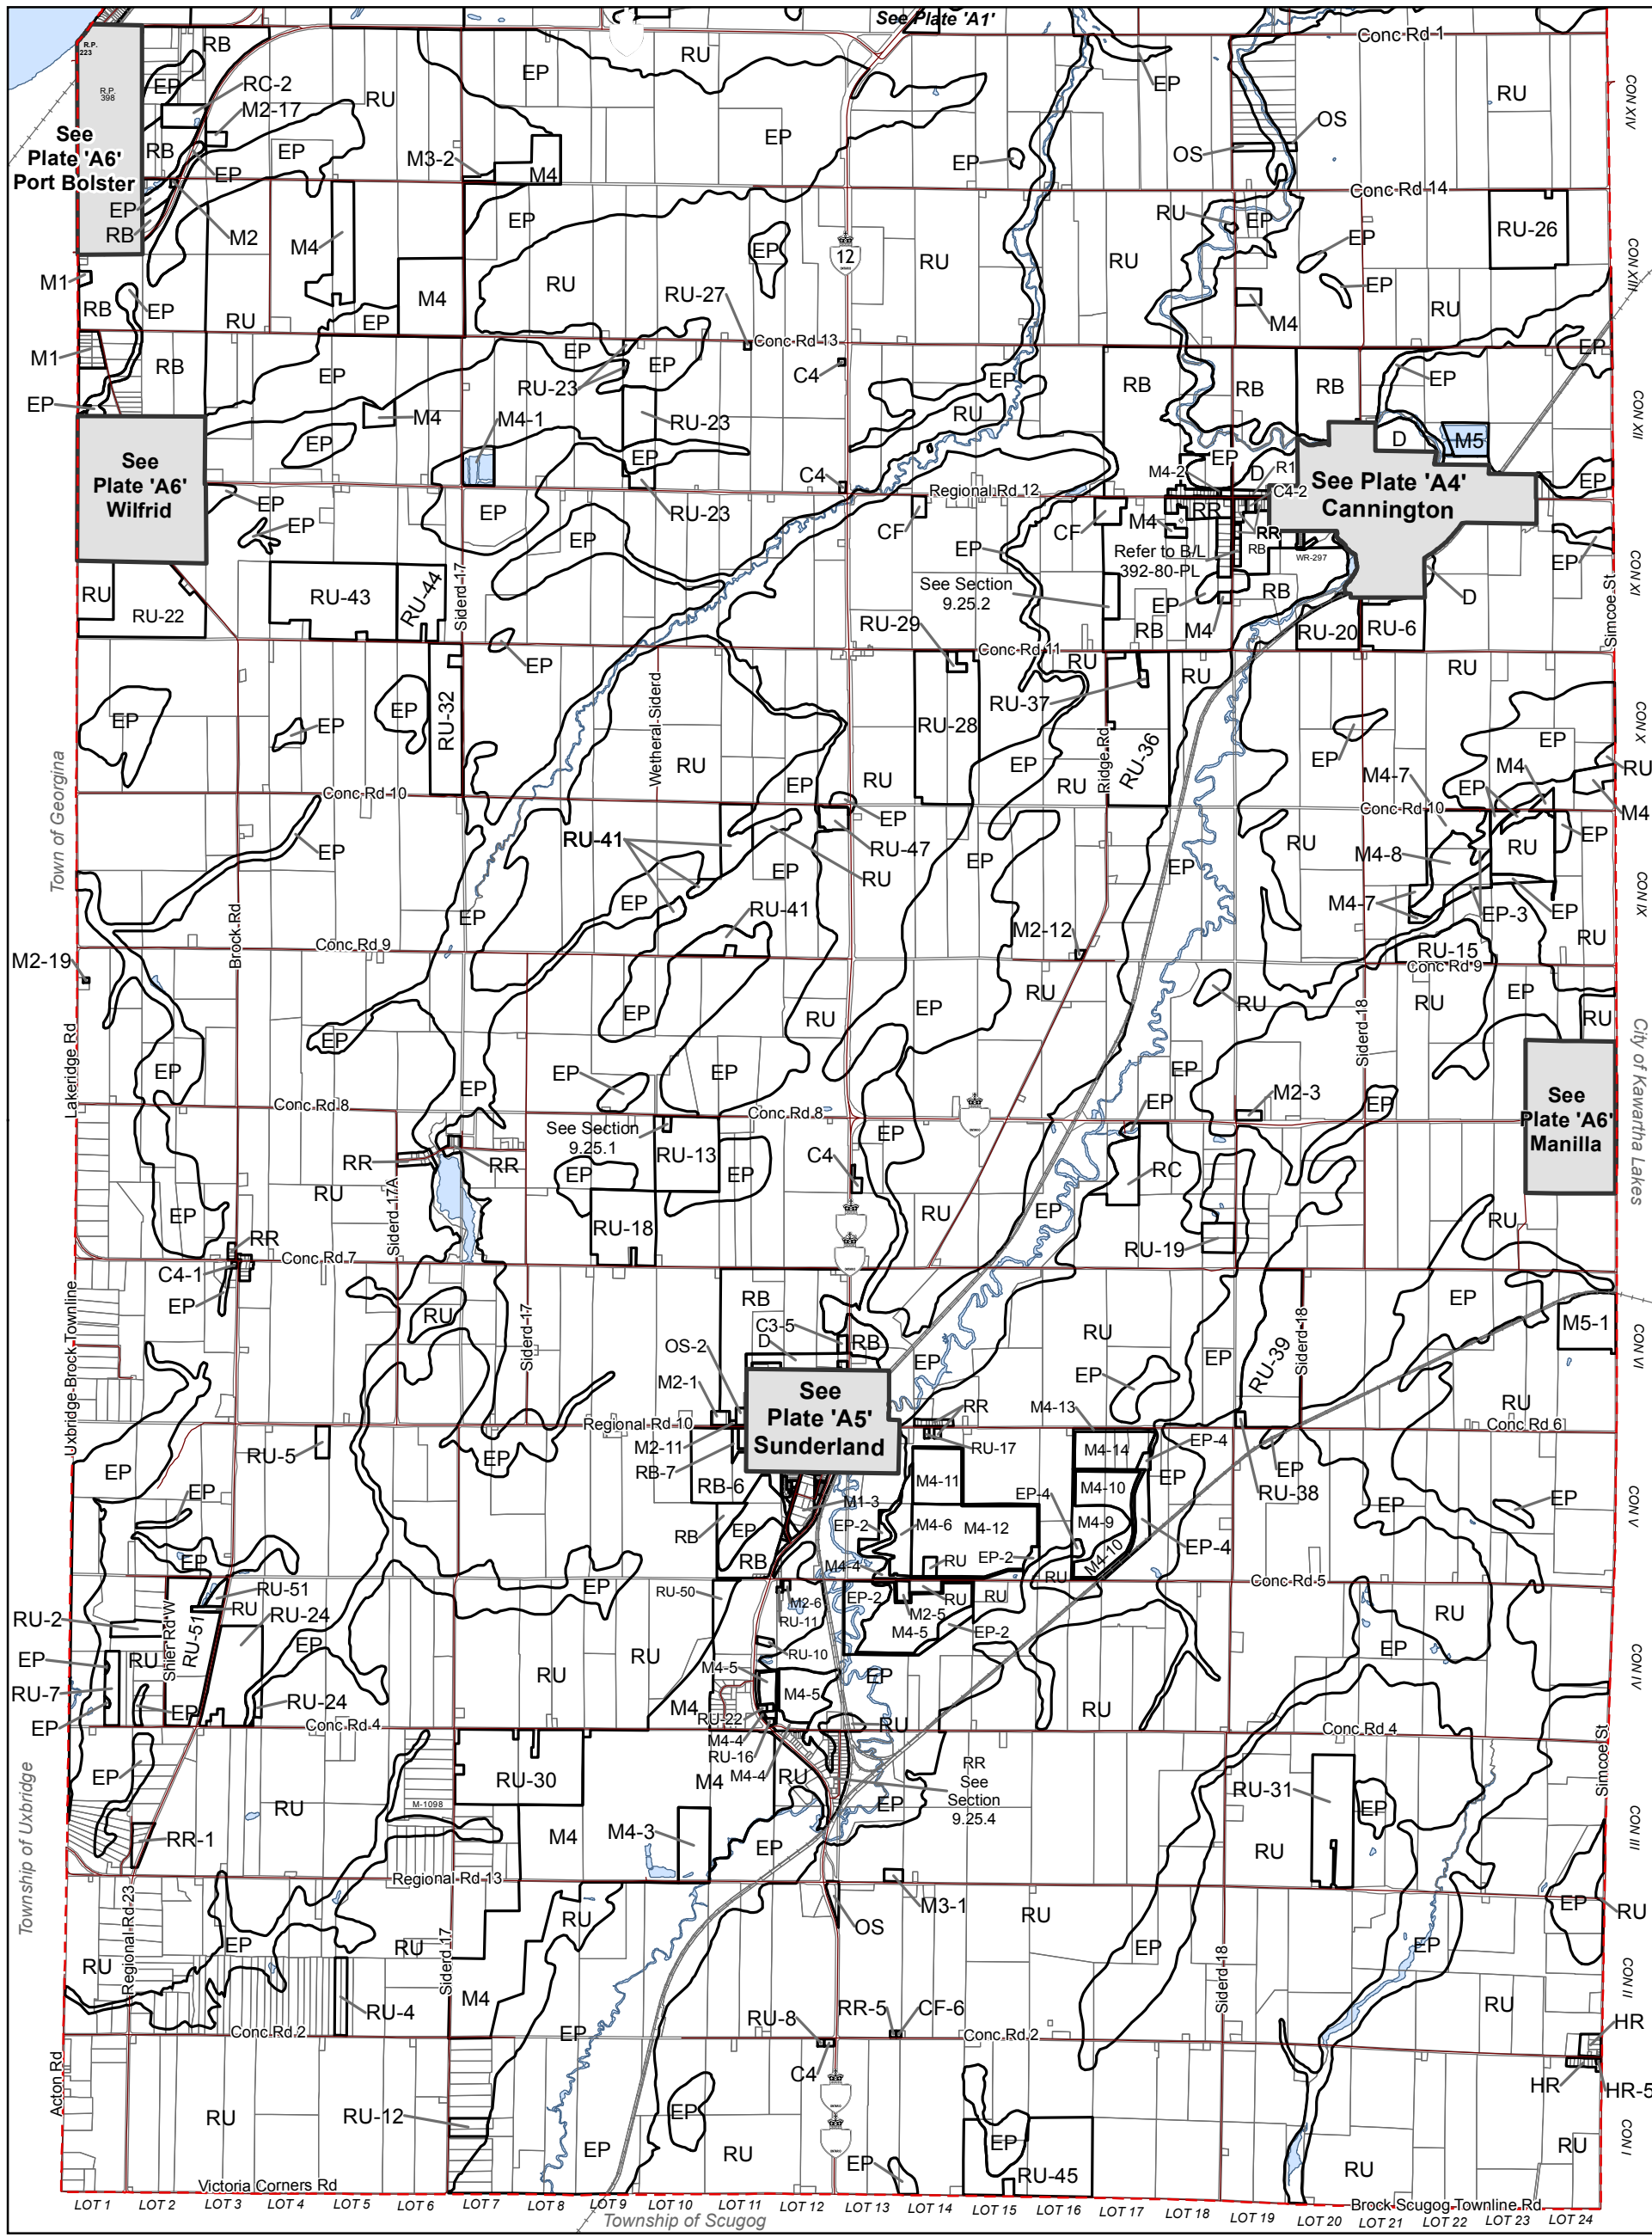 See Plate 'A1'
Conc Rd 1
R.P.
223
RB
RU
EP
EP
RU
R.P.
398
EP
RC-2
RU
M2-17
OS
CON XIV
See
Plate 'A6'
Port Bolster
RB
EP
EP
M3-2
M4
EP
EP
OS
EP
RB
M2
M4
EP
Conc Rd 14
RU
EP
EP
RU-26
M1
RB
EP
RU
EP
M4
RU
RU-27
EP
12
RU
RU
M4
EP
RU
CON XIII
Conc Rd 13
M1
RB
EP
EP
RU-23
EP
C4
EP
RB
RB
RB
EP
EP
EP
M4
M4-1
RU-23
RU
D
M5
CON XII
See
Plate 'A6'
Wilfrid
EP
EP
C4
Regional Rd 12
M4-2
EP
D
R1
C4-2
See Plate 'A4'
Cannington
EP
EP
EP
EP
RU-23
CF
CF
M4
RR
RR
RB
WR-297
EP
EP
EP
Refer to B/L
392-80-PL
RU
RU-22
RU-43
RU-44
Siderd 17
See Section
9.25.2
EP
RB
D
CON XI
RU-29
RB
M4
RU-20
RU-6
Simcoe St
EP
Conc Rd 11
RU
RU
RU
EP
EP
EP
RU-32
Wetheral Siderd
RU
RU-28
RU-37
Ridge Rd
RU-36
EP
EP
CON X
Town of Georgina
EP
RU
EP
RU
M4-7
EP
M4
RU
Conc Rd 10
EP
Conc Rd 10
M4
EP
RU-41
RU-47
EP
EP
RU
EP
M4-8
RU
EP
EP
RU
M4-7
EP-3
EP
CON IX
Brock Rd
EP
RU-41
M2-12
RU
Conc Rd 9
RU-15
Conc Rd 9
M2-19
EP
EP
RU
EP
RU
RU
Siderd 18
RU
EP
RU
Lakeridge Rd
EP
EP
EP
EP
EP
City of Kawartha Lakes
Conc Rd 8
Conc Rd 8
EP
M2-3
EP
See
Plate 'A6'
Manilla
See Section
9.25.1
RU-13
EP
EP
C4
RC
RR
RR
EP
RU
Siderd 17A
EP
RU-18
RU
EP
RU-19
RU
RR
Conc Rd 7
C4-1
EP
Uxbridge-Brock Townline
RU
Siderd 17
RB
C3-5
D
RB
OS-2
EP
RU
EP
EP
RU-39
Siderd 18
EP
M5-1
CON VI
M2-1
See
Plate 'A5'
Sunderland
RR
M4-13
RU
Regional Rd 10
Conc Rd 6
RU-5
EP
M2-11
RB-7
RU-17
M4-14
EP-4
EP
RB-6
M4-11
M4-10
EP
EP
RU-38
EP
M1-3
EP-4
EP
EP
CON V
RB
EP
EP-2
M4-6
M4-12
M4-9
EP-4
EP
RB
M4-4
RU
EP-2
M4-10
RU
Conc Rd 5
RU-51
RU
RU-24
EP
RU-50
M2-6
RU-11
EP-2
M2-5
RU
RU
M4-5
EP-2
RU
RU-2
Shier Rd W
RU-51
EP
EP
RU
EP
RU
RU-10
EP
CON IV
RU-7
EP
RU-24
RU
M4-5
M4-5
RU
EP
M4
RU-22
RU
Conc Rd 4
Conc Rd 4
M4-4
RU-16
M4-4
RU
RR
See
Section
9.25.4
Simcoe St
EP
RU-30
M4
RU-31
EP
Township of Uxbridge
RU
M-1098
EP
RR-1
M4
M4-3
EP
RU
CON III
Regional Rd 13
M3-1
Regional Rd 23
RU
OS
RU
EP
RU
EP
RU
EP
EP
RU
Siderd 17
Siderd 18
RU-4
M4
RU
CON II
RU-8
RR-5
CF-6
HR
Conc Rd 2
EP
Conc Rd 2
Acton Rd
C4
HR
HR-5
RU
RU-12
EP
EP
RU
EP
EP
RU-45
RU
RU
CON I
Victoria Corners Rd
Brock Scugog Townline Rd
LOT 1 LOT 2 LOT 3 LOT 4 LOT 5 LOT 6 LOT 7 LOT 8 LOT 9 LOT 10 LOT 11 LOT 12 LOT 13 LOT 14 LOT 15 LOT 16 LOT 17 LOT 18 LOT 19 LOT 20 LOT 21 LOT 22 LOT 23 LOT 24
Township of Scugog